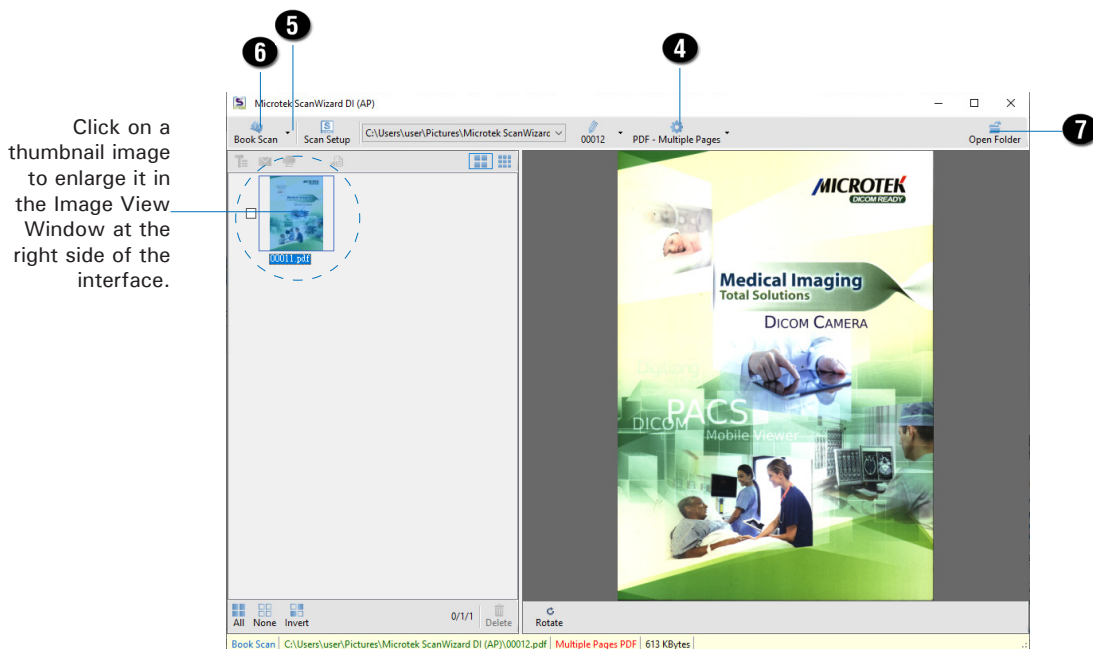 5
6
4
Microtek ScanWizard DI (AP)
7
Book Scan
Scan Setup
C:\Users\user\Pictures\Microtek ScanWizarc
00012
PDF - Multiple Pages
Open Folder
Click on a
thumbnail image
to enlarge it in
the Image View
Window at the
right side of the
interface.
00011.pdf
MICROTEK
DICOM READY
Medical Imaging
Total Solutions
DICOM CAMERA
Digitizing
PACS
DICOM
Mobile Viewer
All
None
Invert
0/1/1
Delete
Rotate
Book Scan
C:\Users\user\Pictures\Microtek ScanWizard DI (AP)\00012.pdf
Multiple Pages PDF
613 KBytes